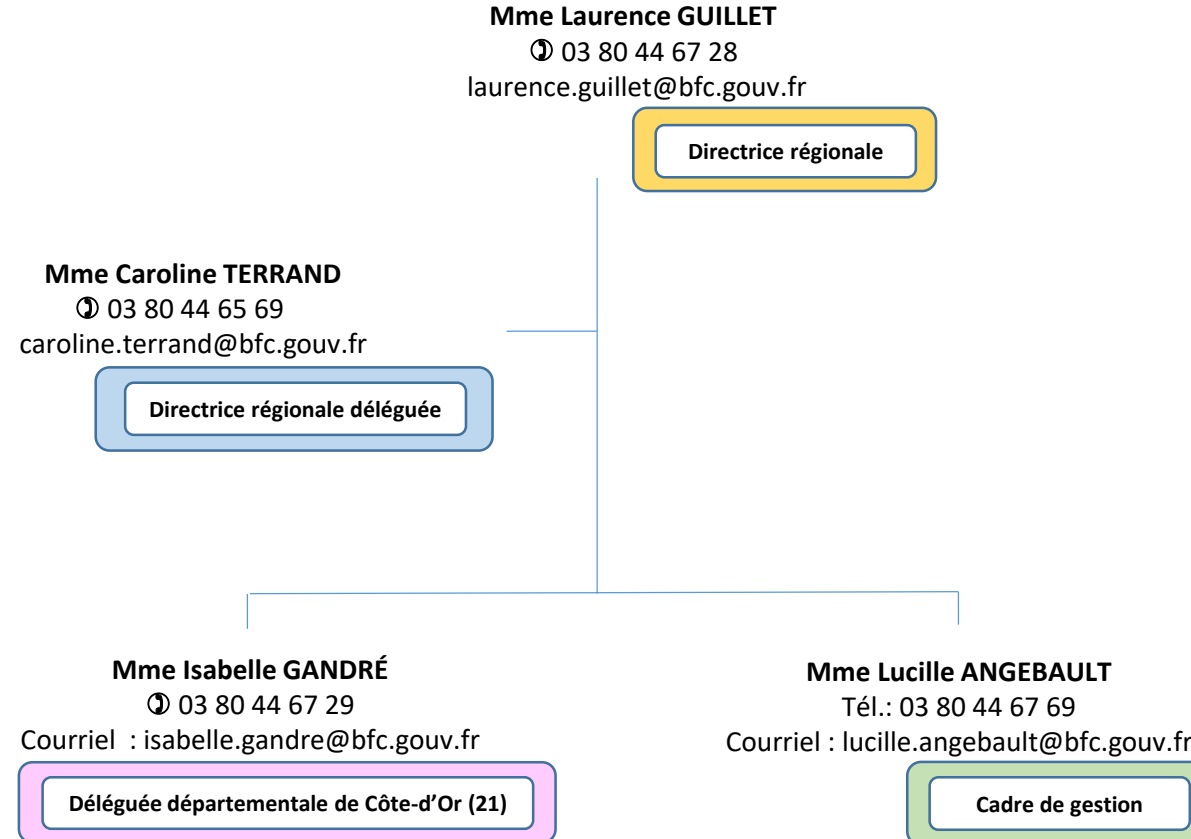 Mme Laurence GUILLET
✆ 03 80 44 67 28
laurence.guillet@bfc.gouv.fr
Directrice régionale
Mme Caroline TERRAND
✆ 03 80 44 65 69
caroline.terrand@bfc.gouv.fr
Directrice régionale déléguée
Mme Isabelle GANDRÉ
✆ 03 80 44 67 29
Courriel : isabelle.gandre@bfc.gouv.fr
Déléguée départementale de Côte-d’Or (21)
Mme Lucille ANGEBAULT
Tél.: 03 80 44 67 69
Courriel : lucille.angebault@bfc.gouv.fr
Cadre de gestion